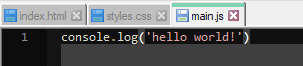 index.html styles.css main.js
1 console.log('hello world!')